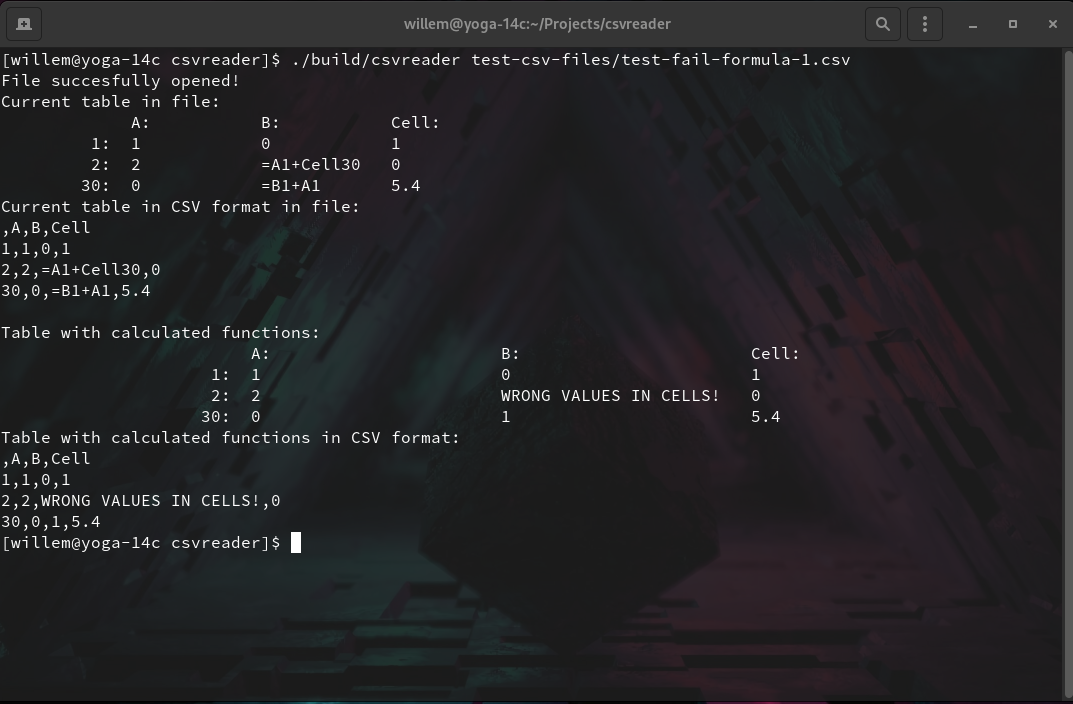 willem@yoga-14c:~/Projects/csvreader
[willem@yoga-14c csvreader]$ ./build/csvreader test-csv-files/test-fail-formula-1.csv
File succesfully opened!
Current table in file:
A: B: Cell:
1: 1 0 1
2: 2 =A1+Cell30 0
30: 0 =B1+A1 5.4
Current table in CSV format in file:
,A,B,Cell
1,1,0,1
2,2,=A1+Cell30,0
30,0,=B1+A1,5.4
Table with calculated functions:
A: B: Cell:
1: 1 0 1
2: 2 WRONG VALUES IN CELLS! 0
30: 0 1 5.4
Table with calculated functions in CSV format:
,A,B,Cell
1,1,0,1
2,2,WRONG VALUES IN CELLS!,0
30,0,1,5.4
[willem@yoga-14c csvreader]$